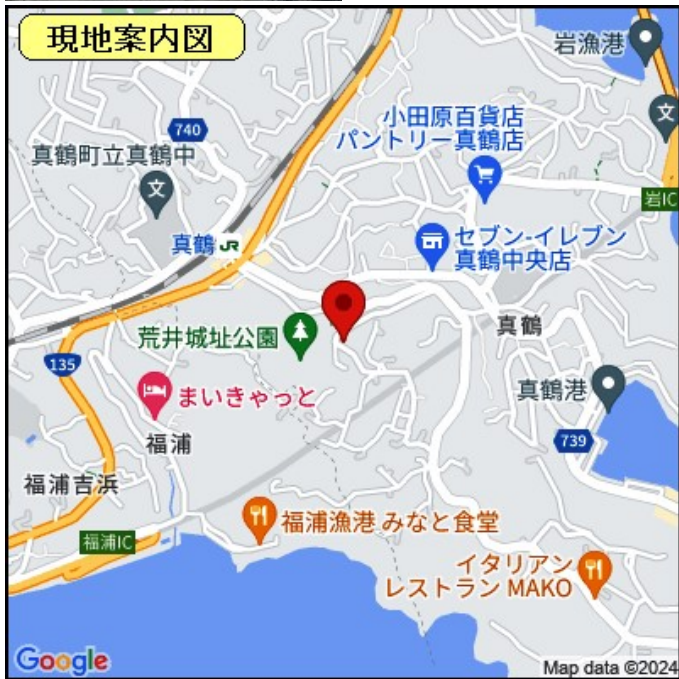 現地案内図
岩漁港
小田原百貨店
パントリー真鶴店
740
真鶴町立真鶴中
文
文
岩IC
真鶴 JR
セブン-イレブン
真鶴中央店
荒井城址公園
真鶴
135
まいきゃっと
真鶴港
福浦
739
福浦吉浜
福浦漁港 みなと食堂
福浦IC
イタリアン
レストラン MAKO
Google
Map data ©2024